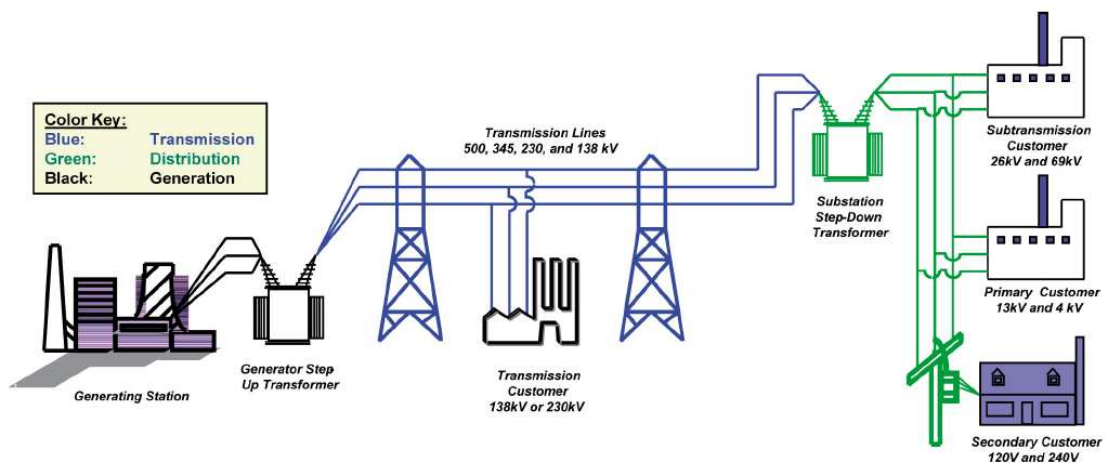 Color Key:
Blue: Transmission
Green: Distribution
Black: Generation
Generating Station
Generator Step
Up Transformer
Transmission Lines
500, 345, 230, and 138 kV
Transmission
Customer
138kV or 230kV
Substation
Step-Down
Transformer
Subtransmission
Customer
26kV and 69kV
Primary Customer
13kV and 4 kV
Secondary Customer
120V and 240V